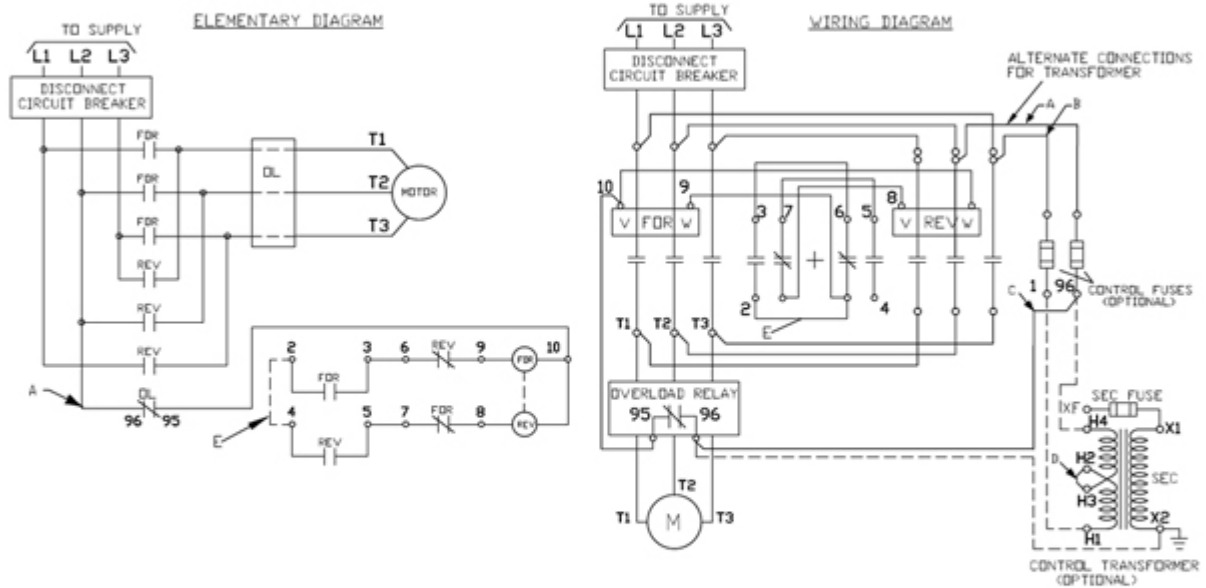 ELEMENTARY DIAGRAM
TO SUPPLY
L1 L2 L3
DISCONNECT
CIRCUIT BREAKER
FOR
FOR
FOR
REV
REV
REV
OL
T1
T2
T3
MOTOR
A
OL
96 95
2 3 6 REV 9 FOR 10
FOR
4 5 7 FOR 8 REV
REV
E
WIRING DIAGRAM
TO SUPPLY
L1 L2 L3
DISCONNECT
CIRCUIT BREAKER
ALTERNATE CONNECTIONS
FOR TRANSFORMER
A B
10 9
V FOR W
3 7 6 5
8
V REV W
2 4
E
C
1 96
CONTROL FUSES
(OPTIONAL)
T1 T2 T3
OVERLOAD RELAY
95 96
T2
T1 M T3
SEC FUSE
XF
H4 X1
H2
D
H3
SEC
H1 X2
CONTROL TRANSFORMER
(OPTIONAL)